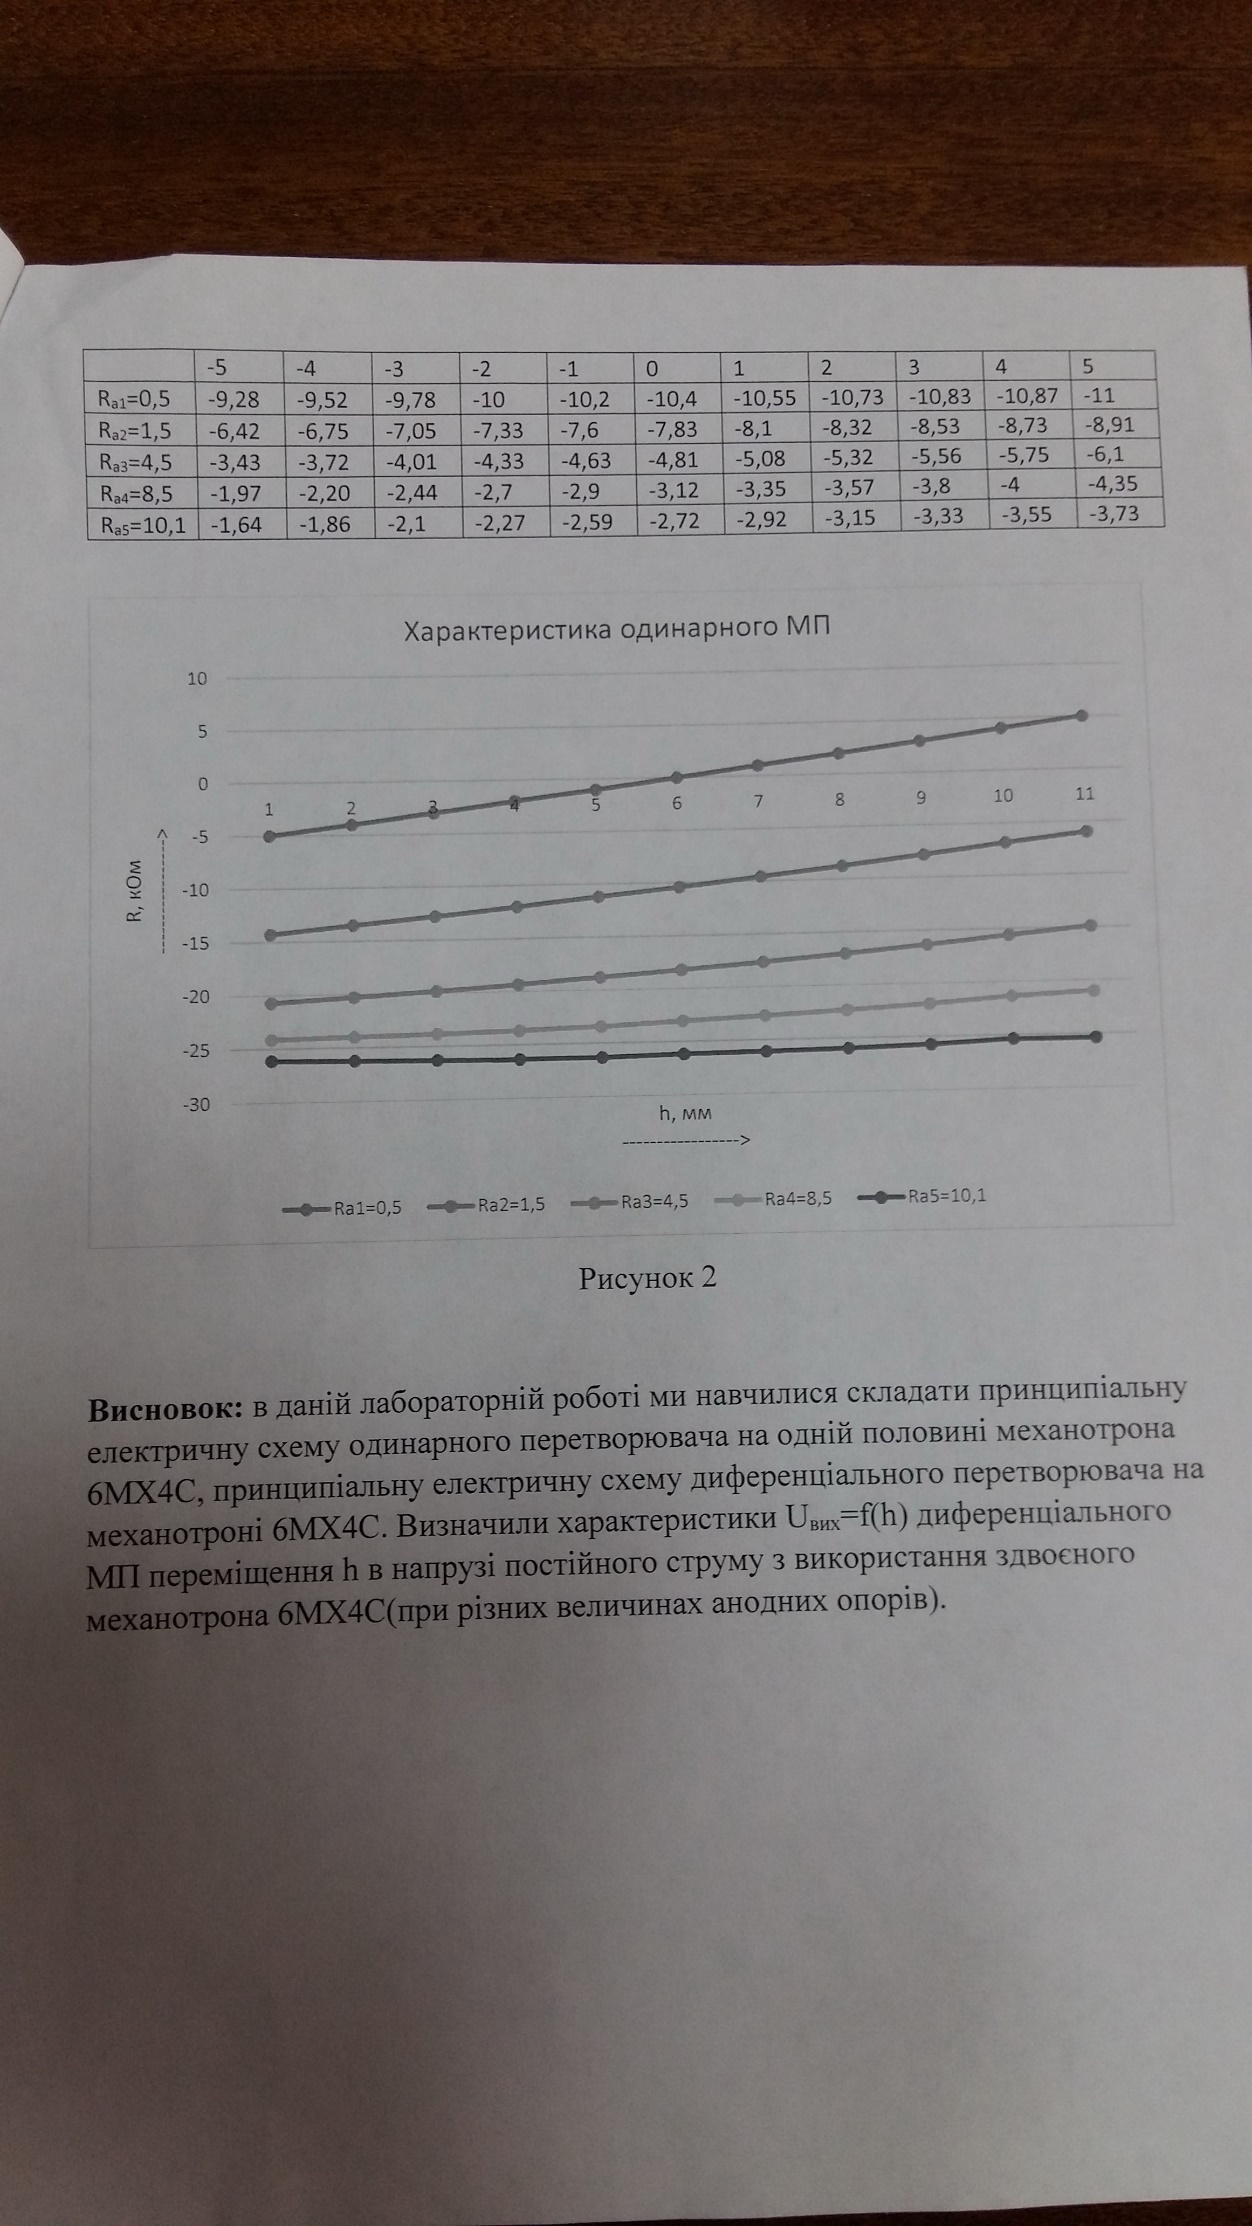 -5 -4 -3 -2 -1 0 1 2 3 4 5
Ra1=0,5 -9,28 -9,52 -9,78 -10 -10,2 -10,4 -10,55 -10,73 -10,83 -10,87 -11
Ra2=1,5 -6,42 -6,75 -7,05 -7,33 -7,6 -7,83 -8,1 -8,32 -8,53 -8,73 -8,91
Ra3=4,5 -3,43 -3,72 -4,01 -4,33 -4,63 -4,81 -5,08 -5,32 -5,56 -5,75 -6,1
Ra4=8,5 -1,97 -2,20 -2,44 -2,7 -2,9 -3,12 -3,35 -3,57 -3,8 -4 -4,35
Ra5=10,1 -1,64 -1,86 -2,1 -2,27 -2,59 -2,72 -2,92 -3,15 -3,33 -3,55 -3,73
Характеристика одинарного МП
10
5
0
1 2 3 4 5 6 7 8 9 10 11
-5
-10
-15
-20
-25
-30
R, кОм
h, мм
Ra1=0,5 Ra2=1,5 Ra3=4,5 Ra4=8,5 Ra5=10,1
Рисунок 2
Висновок: в даній лабораторній роботі ми навчилися складати принципіальну
електричну схему одинарного перетворювача на одній половині механотрона
6МХ4С, принципіальну електричну схему диференціального перетворювача на
механотроні 6МХ4С. Визначили характеристики Uвих=f(h) диференціального
МП переміщення h в напрузі постійного струму з використання здвоєного
механотрона 6МХ4С(при різних величинах анодних опорів).